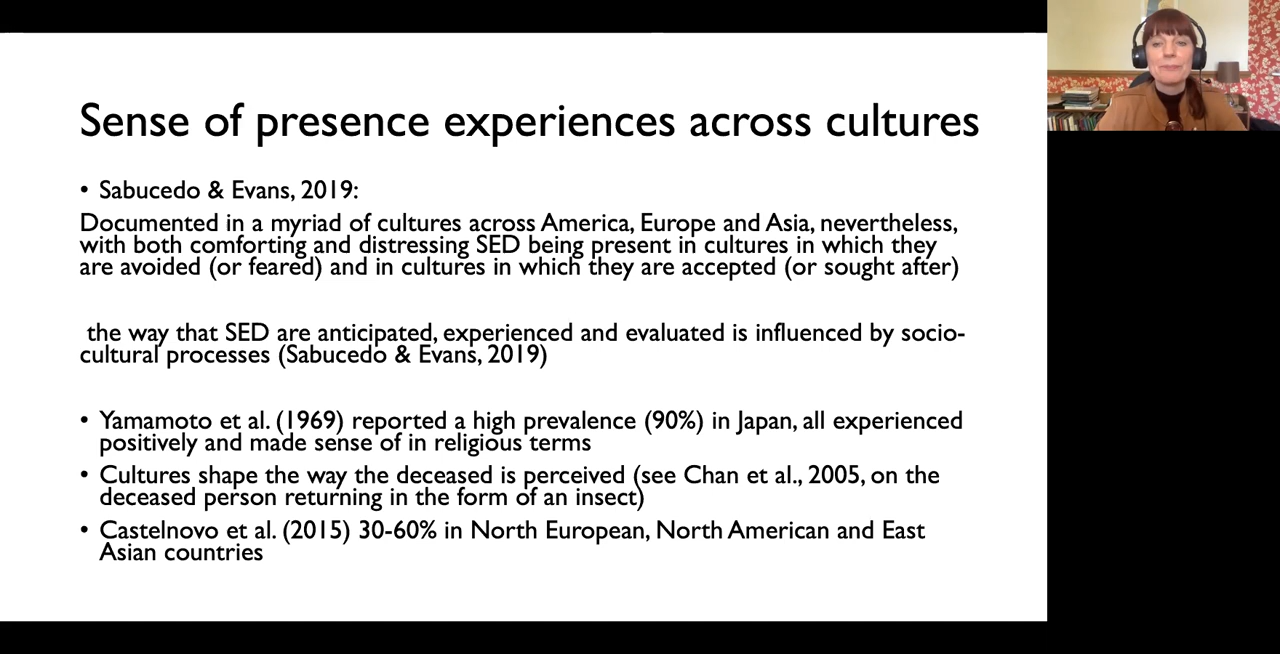 Sense of presence experiences across cultures
• Sabucedo & Evans, 2019:
Documented in a myriad of cultures across America, Europe and Asia, nevertheless,
with both comforting and distressing SED being present in cultures in which they
are avoided (or feared) and in cultures in which they are accepted (or sought after)
the way that SED are anticipated, experienced and evaluated is influenced by socio-
cultural processes (Sabucedo & Evans, 2019)
• Yamamoto et al. (1969) reported a high prevalence (90%) in Japan, all experienced
positively and made sense of in religious terms
• Cultures shape the way the deceased is perceived (see Chan et al., 2005, on the
deceased person returning in the form of an insect)
• Castelnovo et al. (2015) 30-60% in North European, North American and East
Asian countries